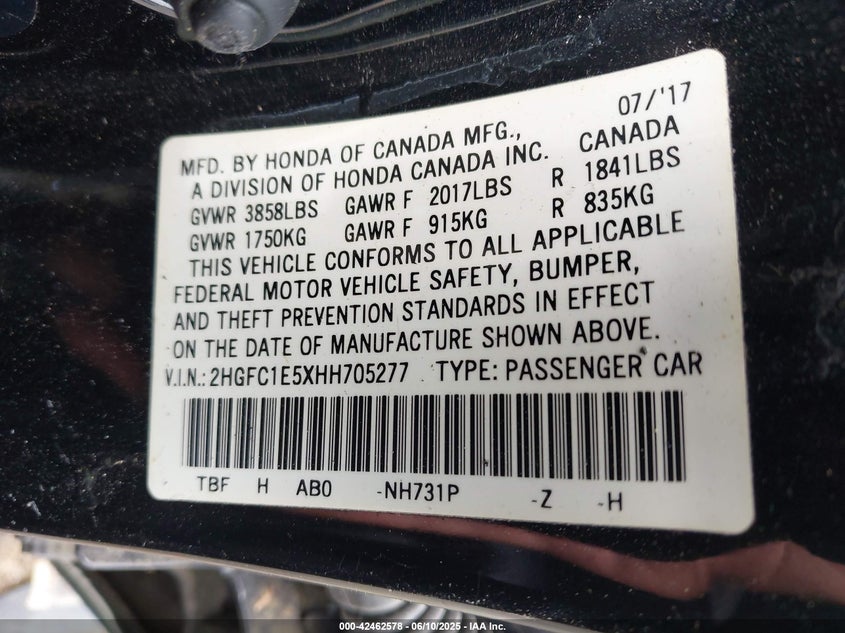 07/'17
MFD. BY HONDA OF CANADA MFG., CANADA
A DIVISION OF HONDA CANADA INC.
GVWR 3858LBS GAWR F 2017LBS R 1841LBS
GVWR 1750KG GAWR F 915KG R 835KG
THIS VEHICLE CONFORMS TO ALL APPLICABLE
FEDERAL MOTOR VEHICLE SAFETY, BUMPER,
AND THEFT PREVENTION STANDARDS IN EFFECT
ON THE DATE OF MANUFACTURE SHOWN ABOVE.
V.I.N.: 2HGFC1E5XHH705277 TYPE: PASSENGER CAR
TBF H AB0 -NH731P -Z -H
000-42462578 - 06/10/2025 - IAA Inc.